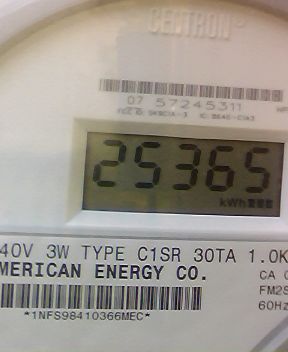 CENTRON
07 57245311
25365
kWh
40V 3W TYPE C1SR 30TA 1.0K
MERICAN ENERGY CO.
CA
FM2S
60Hz
*1NFS98410366MEC*